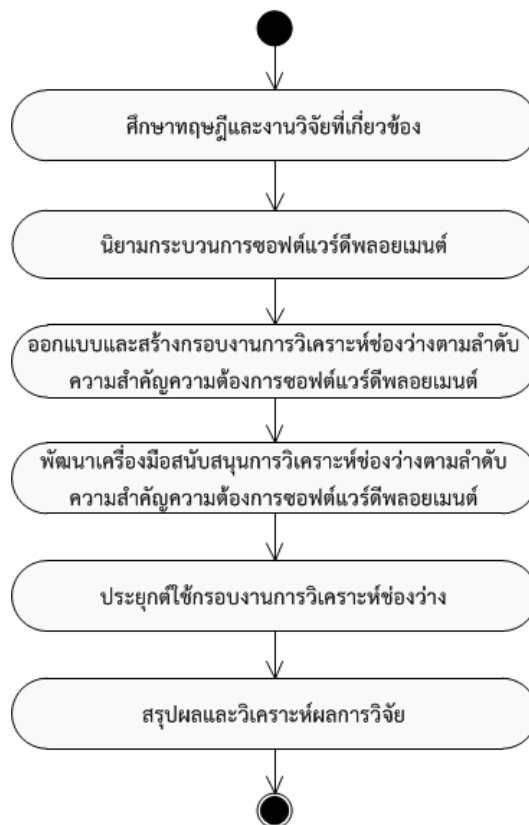 ศึกษาทฤษฎีและงานวิจัยที่เกี่ยวข้อง
นิยามกระบวนการซอฟต์แวร์ดีพลอยเมนต์
ออกแบบและสร้างกรอบงานการวิเคราะห์ช่องว่างตามลำดับ
ความสำคัญความต้องการซอฟต์แวร์ดีพลอยเมนต์
พัฒนาเครื่องมือสนับสนุนการวิเคราะห์ช่องว่างตามลำดับ
ความสำคัญความต้องการซอฟต์แวร์ดีพลอยเมนต์
ประยุกต์ใช้กรอบงานการวิเคราะห์ช่องว่าง
สรุปผลและวิเคราะห์ผลการวิจัย